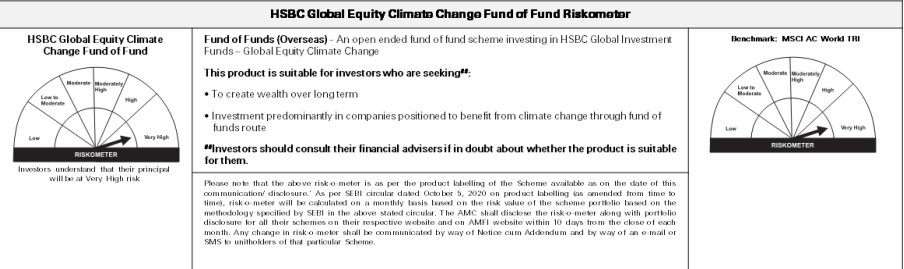 HSBC Global Equity Climate Change Fund of Fund Riskometer
HSBC Global Equity Climate
Change Fund of Fund
Moderate
Moderately
High
Low to
Moderate
High
Low
Very High
RISKOMETER
Investors understand that their principal
will be at Very High risk
Fund of Funds (Overseas) - An open ended fund of fund scheme investing in HSBC Global Investment
Funds – Global Equity Climate Change
This product is suitable for investors who are seeking##:
• To create wealth over long term
• Investment predominantly in companies positioned to benefit from climate change through fund of
funds route
##Investors should consult their financial advisers if in doubt about whether the product is suitable
for them.
Please note that the above risk-o-meter is as per the product labelling of the Scheme available as on the date of this
communication/ disclosure.' As per SEBI circular dated October 5, 2020 on product labelling (as amended from time to
time), risk-o-meter will be calculated on a monthly basis based on the risk value of the scheme portfolio based on the
methodology specified by SEBI in the above stated circular. The AMC shall disclose the risk-o-meter along with portfolio
disclosure for all their schemes on their respective website and on AMFI website within 10 days from the close of each
month. Any change in risk-o-meter shall be communicated by way of Notice cum Addendum and by way of an e-mail or
SMS to unitholders of that particular Scheme.
Benchmark: MSCI AC World TRI
Moderate
Moderately
High
Low to
Moderate
High
Low
Very High
RISKOMETER